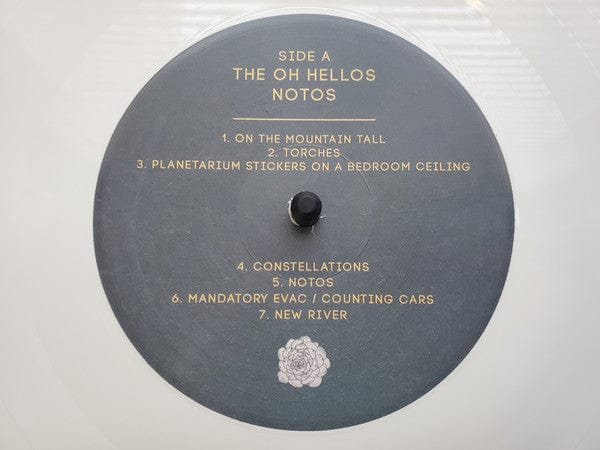 SIDE A
THE OH HELLOS
NOTOS
1. ON THE MOUNTAIN TALL
2. TORCHES
3. PLANETARIUM STICKERS ON A BEDROOM CEILING
4. CONSTELLATIONS
5. NOTOS
6. MANDATORY EVAC / COUNTING CARS
7. NEW RIVER